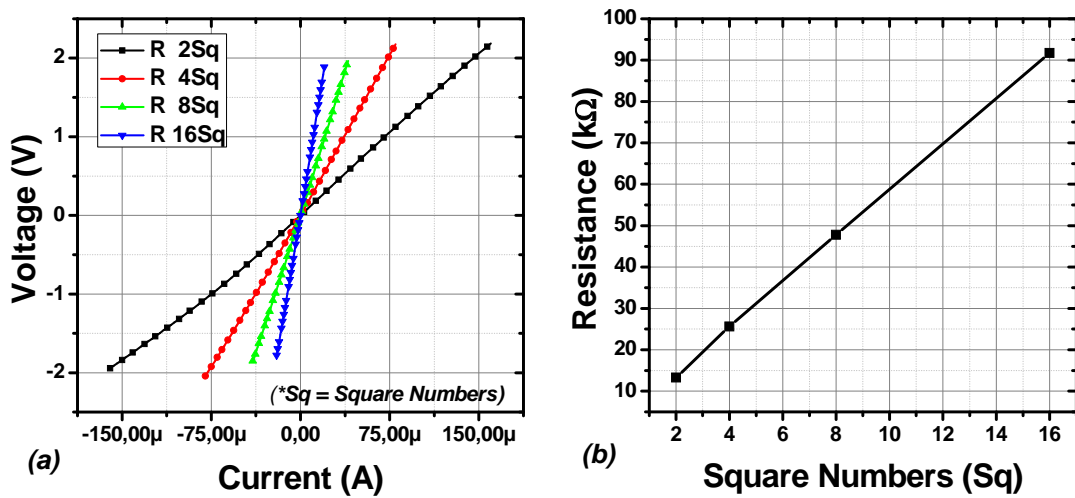 R 2Sq
R 4Sq
R 8Sq
R 16Sq
2
1
0
-1
-2
Voltage (V)
(*Sq = Square Numbers)
-150,00µ -75,00µ 0,00 75,00µ 150,00µ
Current (A)
(a)
100
90
80
70
60
50
40
30
20
10
Resistance (kΩ)
2 4 6 8 10 12 14 16
Square Numbers (Sq)
(b)